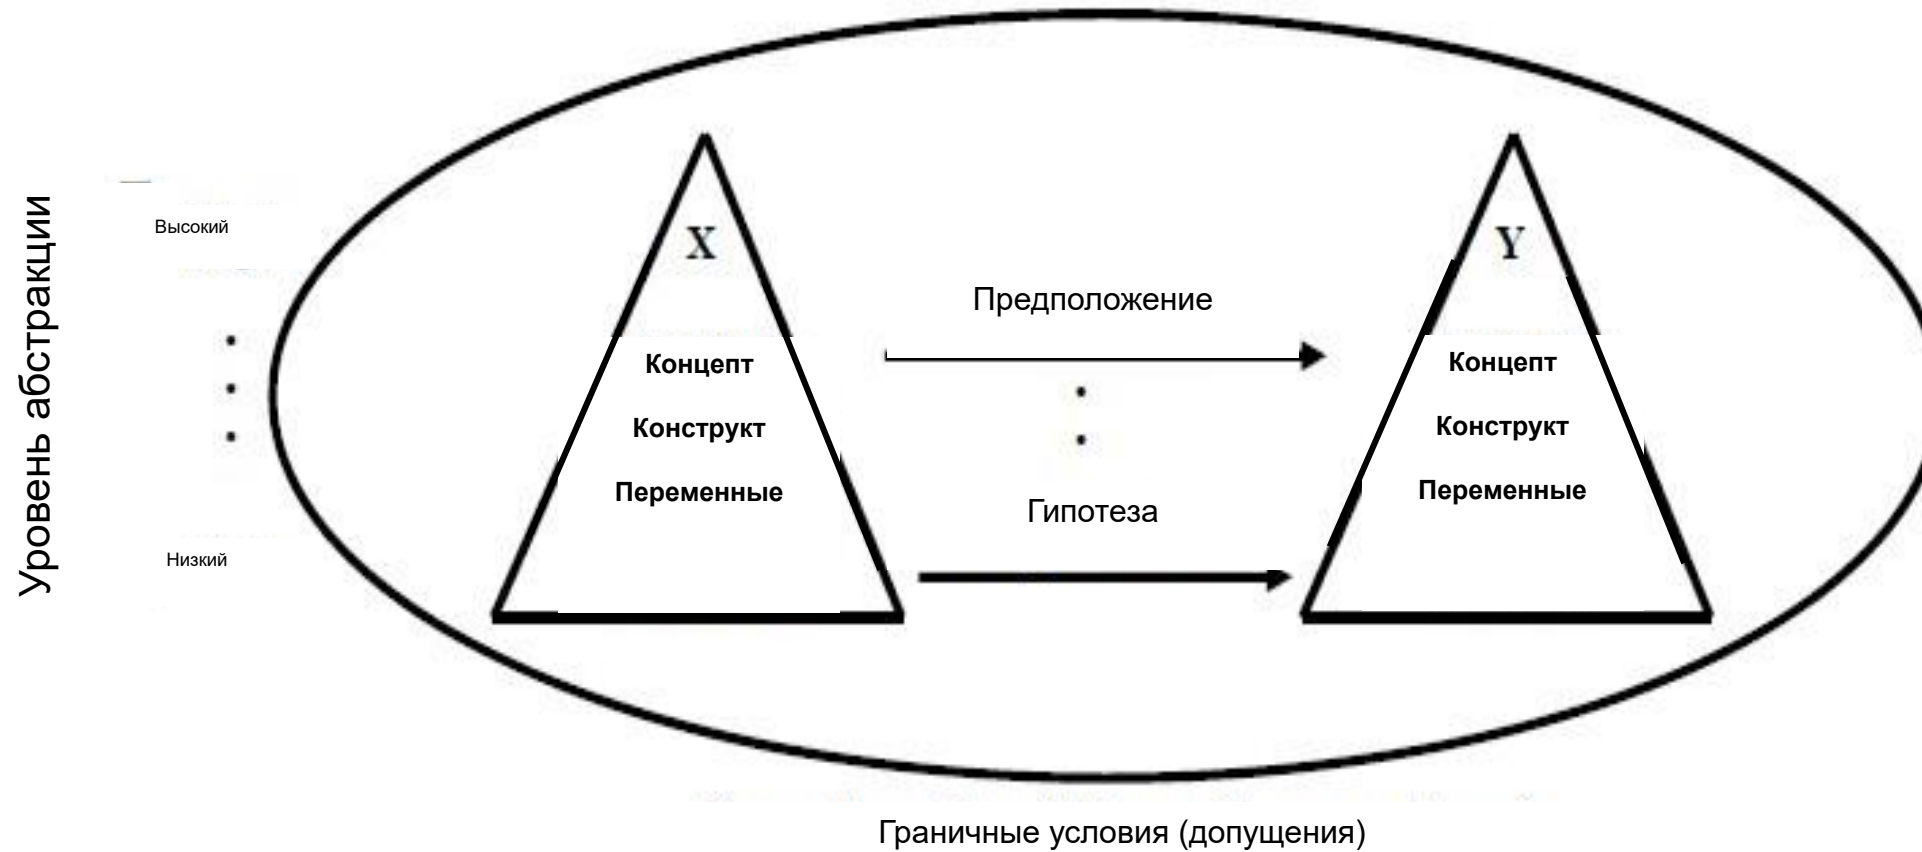 Уровень абстракции
Высокий
Низкий
X
Концепт
Конструкт
Переменные
Предположение
Гипотеза
Y
Концепт
Конструкт
Переменные
Граничные условия (допущения)